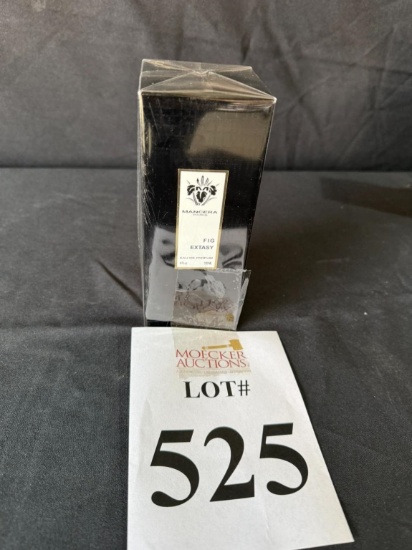 MANCERA
FIG
EXTASY
MOECKER
AUCTIONS
LOT#
525